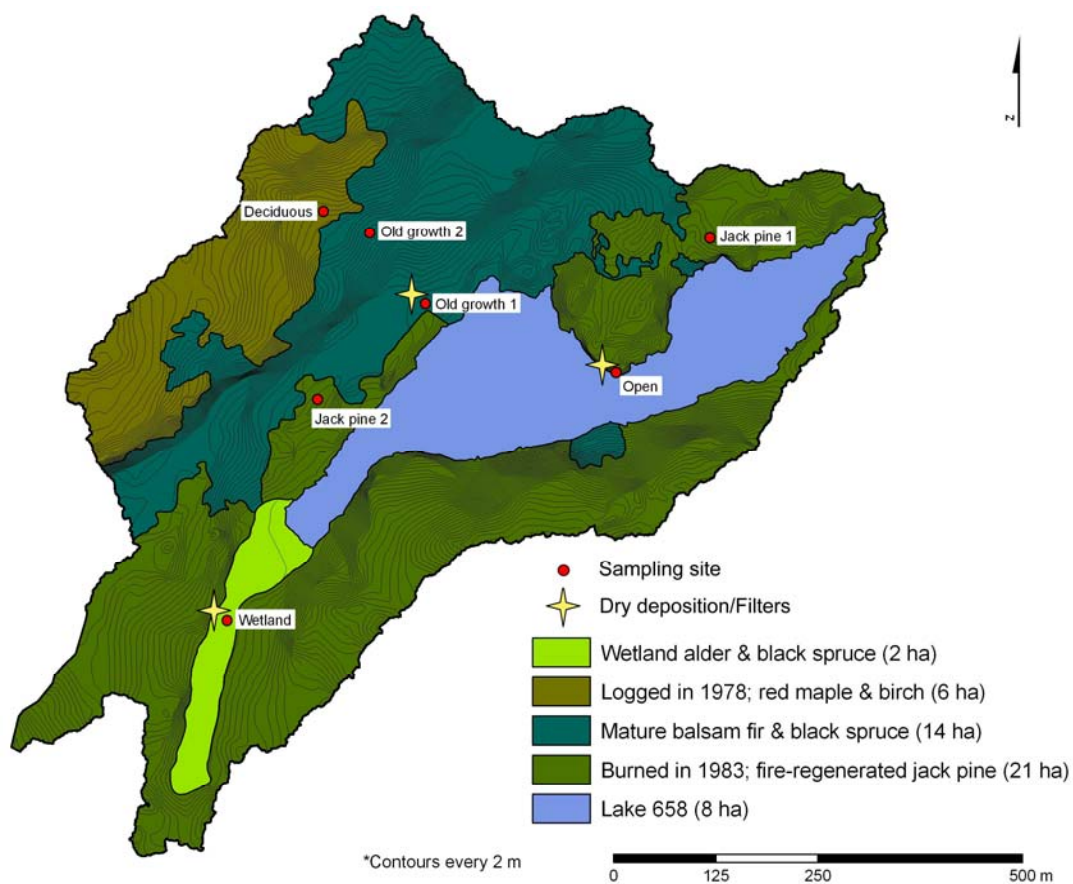 N
Deciduous
Old growth 2
Jack pine 1
Old growth 1
Open
Jack pine 2
Wetland
Sampling site
Dry deposition/Filters
Wetland alder & black spruce (2 ha)
Logged in 1978; red maple & birch (6 ha)
Mature balsam fir & black spruce (14 ha)
Burned in 1983; fire-regenerated jack pine (21 ha)
Lake 658 (8 ha)
*Contours every 2 m
0 125 250 500 m